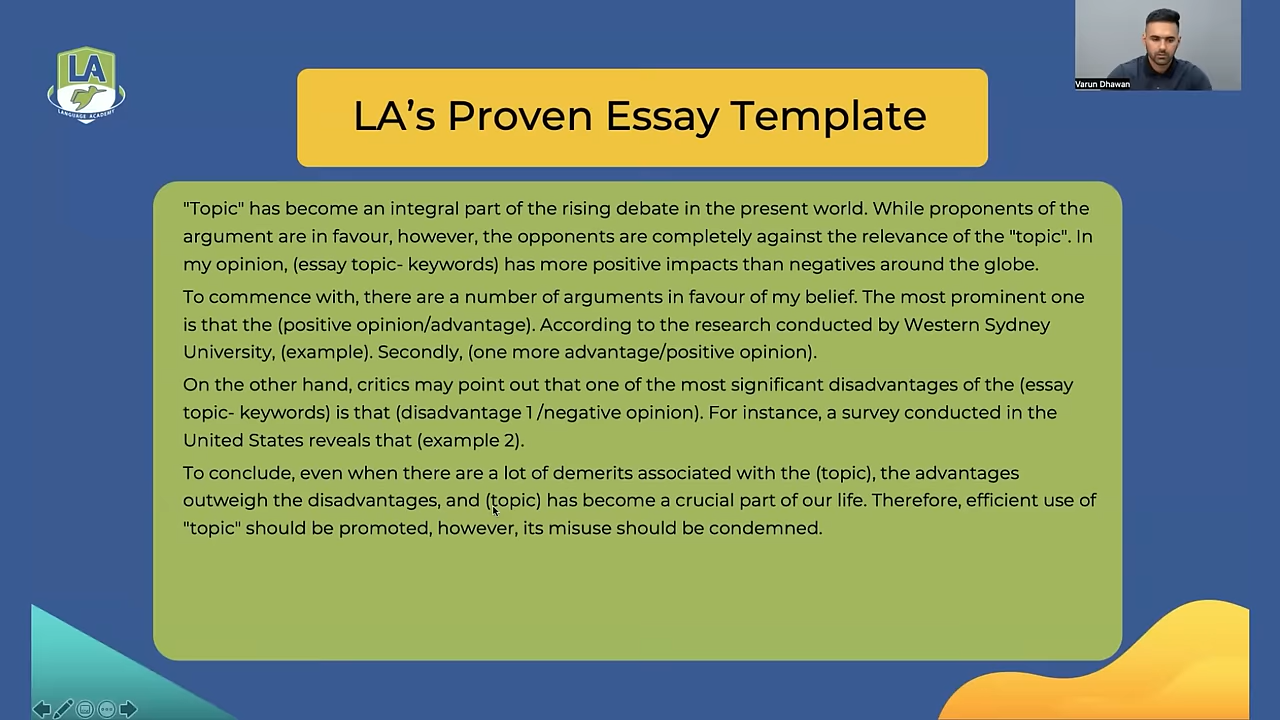 LA
LANGUAGE ACADEMY
Varun Dhawan
LA’s Proven Essay Template
"Topic" has become an integral part of the rising debate in the present world. While proponents of the
argument are in favour, however, the opponents are completely against the relevance of the "topic". In
my opinion, (essay topic- keywords) has more positive impacts than negatives around the globe.
To commence with, there are a number of arguments in favour of my belief. The most prominent one
is that the (positive opinion/advantage). According to the research conducted by Western Sydney
University, (example). Secondly, (one more advantage/positive opinion).
On the other hand, critics may point out that one of the most significant disadvantages of the (essay
topic- keywords) is that (disadvantage 1 /negative opinion). For instance, a survey conducted in the
United States reveals that (example 2).
To conclude, even when there are a lot of demerits associated with the (topic), the advantages
outweigh the disadvantages, and (topic) has become a crucial part of our life. Therefore, efficient use of
"topic" should be promoted, however, its misuse should be condemned.